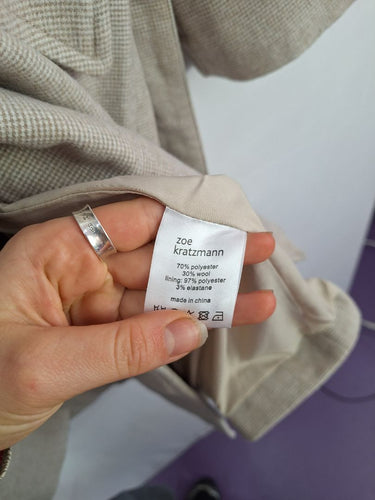 zoe
kratzmann
70% polyester
30% wool
lining: 97% polyester
3% elastane
made in china